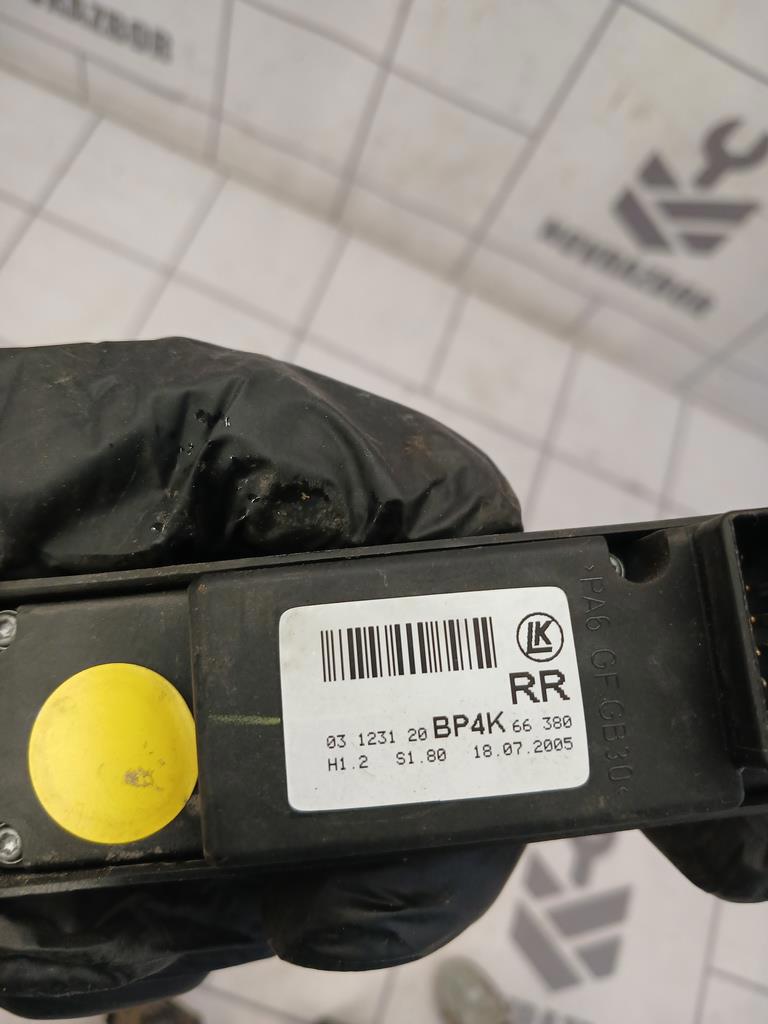 LK
RR
03 1231 20 BP4K 66 380
H1.2 S1.80 18.07.2005
>PA6 GF GB30<